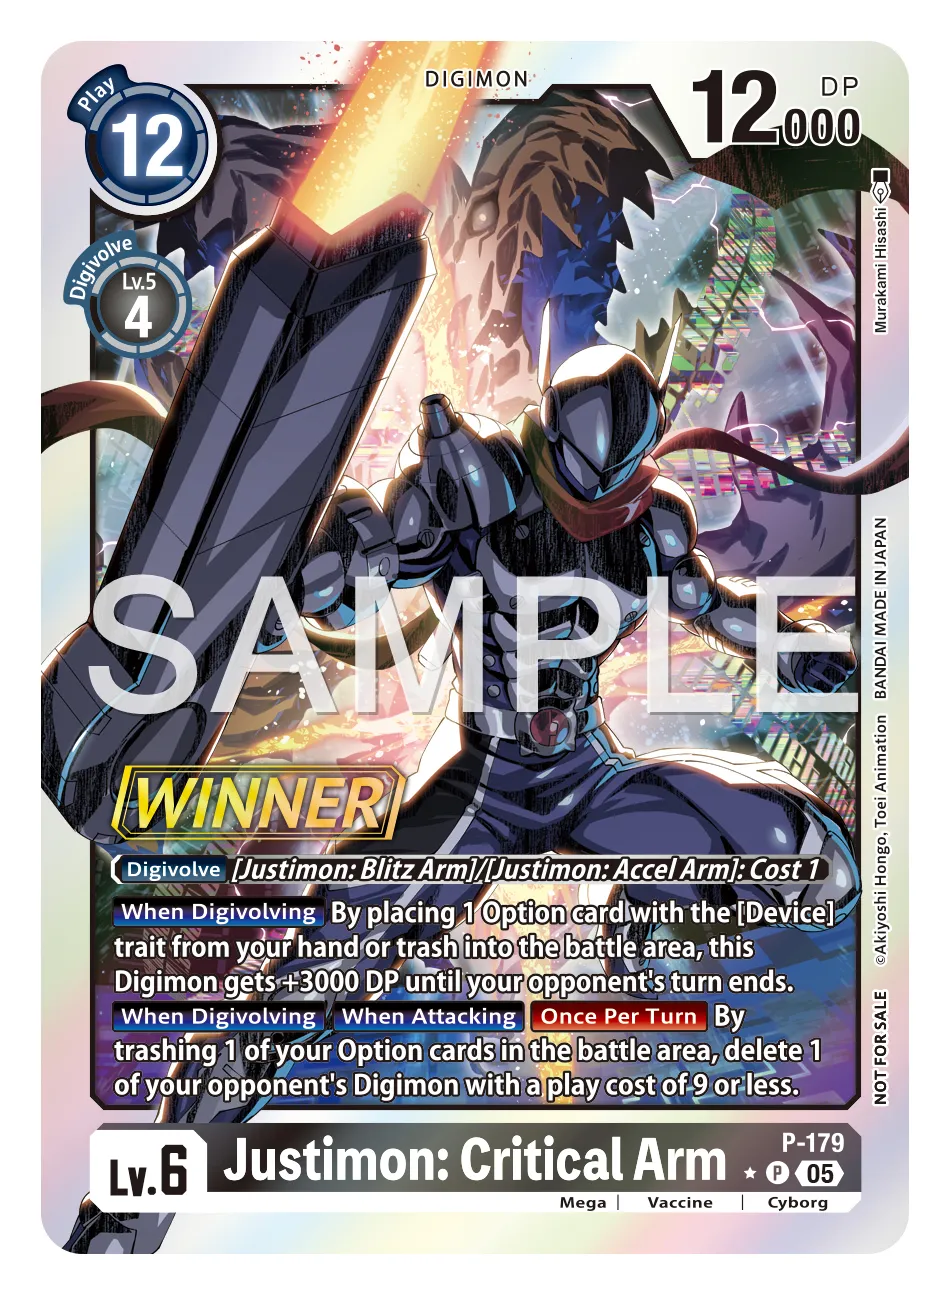 DIGIMON
Play
12
12000
DP
Digivolve
Lv.5
4
Murakami Hisashi
SAMPLE
BANDAI MADE IN JAPAN
©Akiyoshi Hongo, Toei Animation
NOT FOR SALE
WINNER
Digivolve [Justimon: Blitz Arm]/[Justimon: Accel Arm]: Cost 1
When Digivolving By placing 1 Option card with the [Device]
trait from your hand or trash into the battle area, this
Digimon gets +3000 DP until your opponent's turn ends.
When Digivolving When Attacking Once Per Turn By
trashing 1 of your Option cards in the battle area, delete 1
of your opponent's Digimon with a play cost of 9 or less.
Lv.6
Justimon: Critical Arm
P-179
P 05
Mega | Vaccine | Cyborg